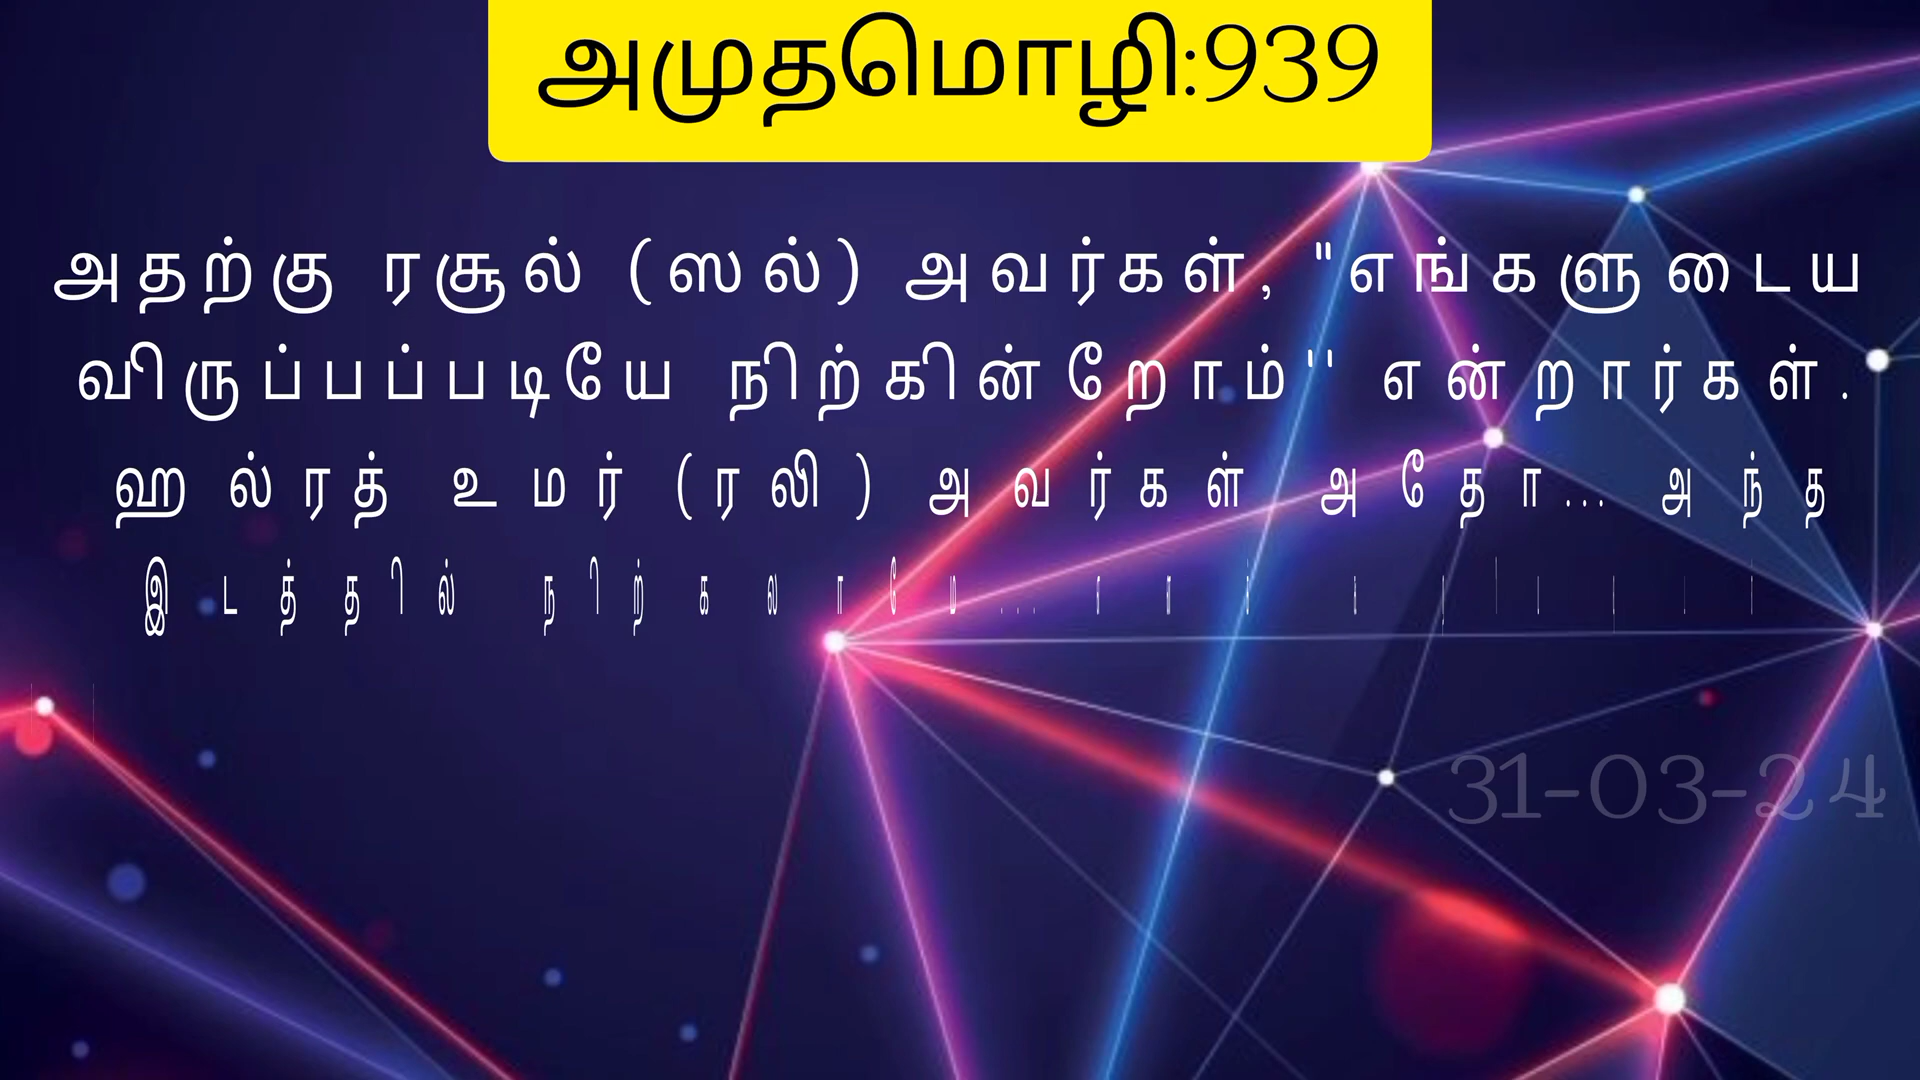 அமுதமொழி:939
அதற்கு ரசூல் (ஸல்) அவர்கள், "எங்களுடைய
விருப்பப்படியே நிற்கின்றோம்'' என்றார்கள்.
ஹல்ரத் உமர் (ரலி) அவர்கள் அதோ... அந்த
இடத்தில் நிற்கலாமே...
31-03-24